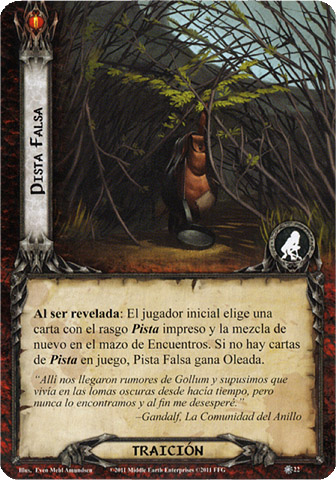 PISTA FALSA
Al ser revelada: El jugador inicial elige una
carta con el rasgo Pista impreso y la mezcla de
nuevo en el mazo de Encuentros. Si no hay cartas
de Pista en juego, Pista Falsa gana Oleada.
“Allí nos llegaron rumores de Gollum y supusimos que
vivía en las lomas oscuras desde hacía tiempo, pero
nunco lo encontramos y al fin me desesperé.”
–Gandalf, La Comunidad del Anillo
TRAICIÓN
Illus. Even Mehl Amundsen ©2011 Middle Earth Enterprises ©2011 FFG 22